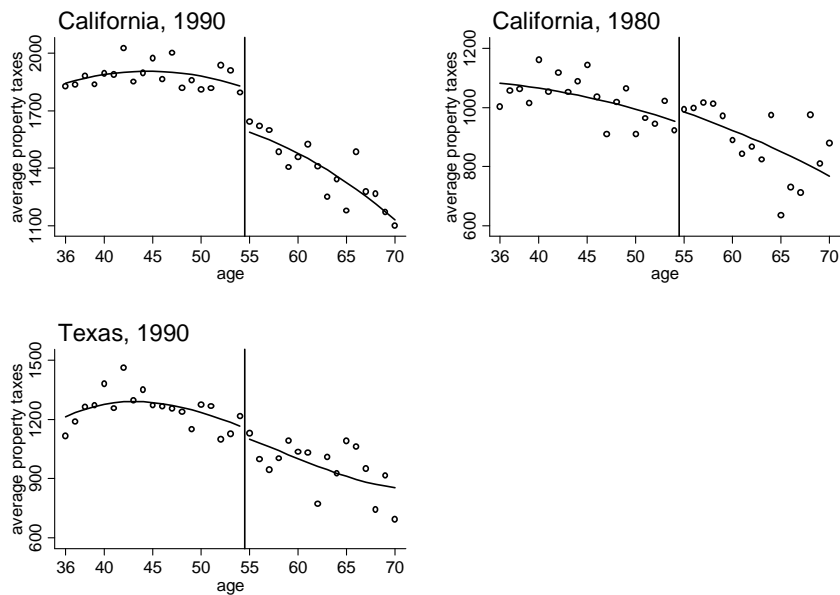 California, 1990
average property taxes
1100 1400 1700 2000
36 40 45 50 55 60 65 70
age
California, 1980
average property taxes
600 800 1000 1200
36 40 45 50 55 60 65 70
age
Texas, 1990
average property taxes
600 900 1200 1500
36 40 45 50 55 60 65 70
age